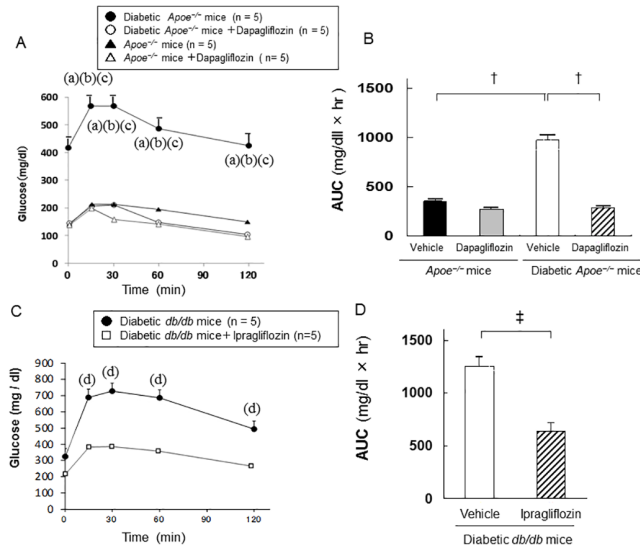 A
Diabetic Apoe−/− mice (n = 5)
Diabetic Apoe−/− mice +Dapagliflozin (n = 5)
Apoe−/− mice (n = 5)
Apoe−/− mice +Dapagliflozin ( n= 5)
(a)(b)(c)
(a)(b)(c)
(a)(b)(c)
(a)(b)(c)
Glucose(mg/dl)
600
500
400
300
200
100
0
0 30 60 90 120
Time (min)
B
AUC (mg/dll × hr)
1500
1000
500
0
† †
Vehicle Dapagliflozin Vehicle Dapagliflozin
Apoe−/− mice Diabetic Apoe−/− mice
C
Diabetic db/db mice (n = 5)
Diabetic db/db mice+ Ipragliflozin (n=5)
(d) (d) (d) (d)
Glucose (mg / dl)
900
800
700
600
500
400
300
200
100
0
0 30 60 90 120
Time (min)
D
AUC (mg/dl × hr)
1500
1000
500
0
‡
Vehicle Ipragliflozin
Diabetic db/db mice